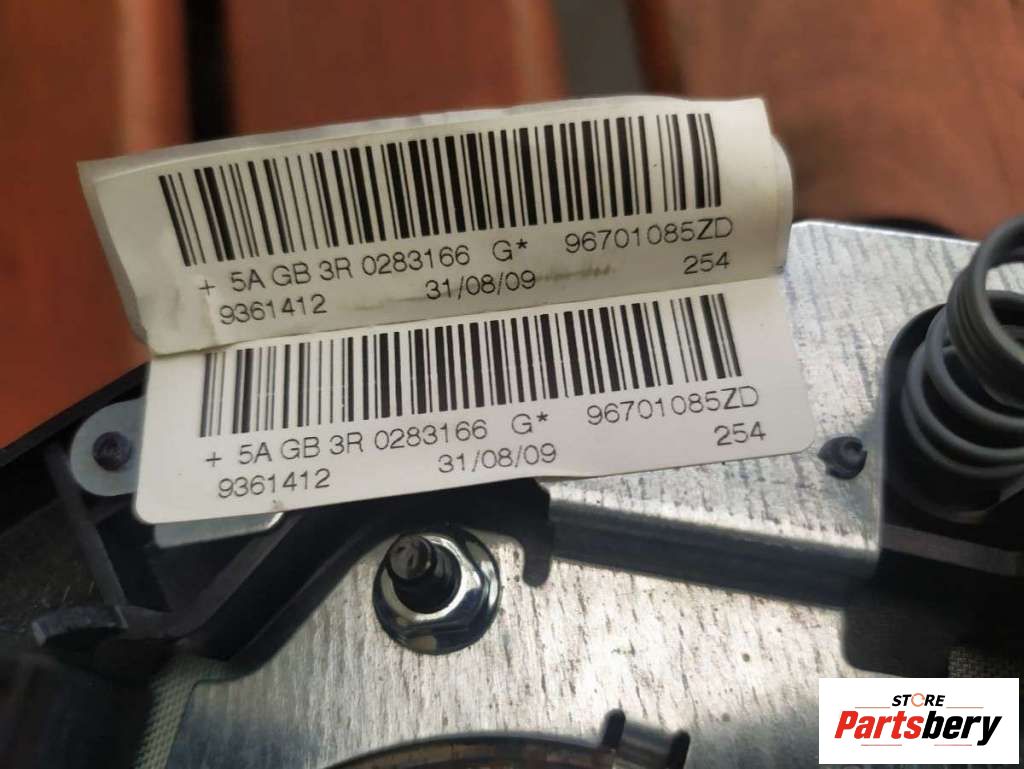 + 5A GB 3R 0283166 G* 96701085ZD
9361412 31/08/09 254
+ 5A GB 3R 0283166 G* 96701085ZD
9361412 31/08/09 254
STORE
Partsbery